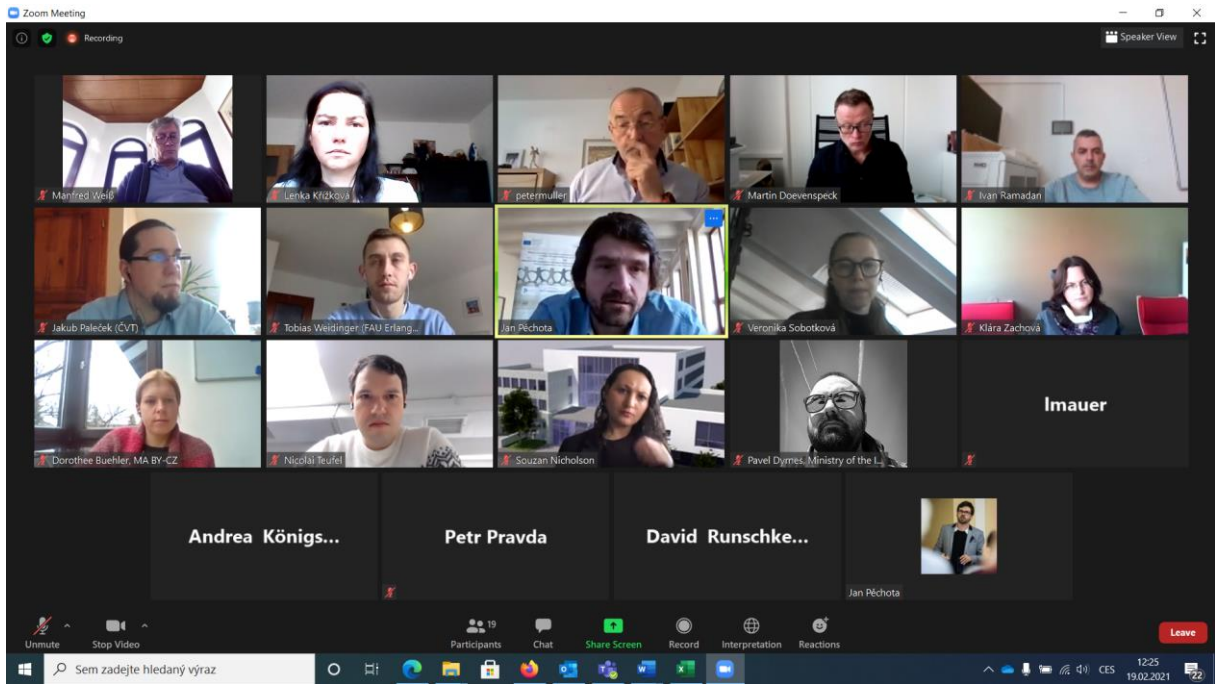 Zoom Meeting
Recording
Speaker View
Manfred Weiß
Lenka Křížková
petermuller
Martin Doevenspeck
Ivan Ramadan
Jakub Paleček (ČVT)
Tobias Weidinger (FAU Erlang...
Jan Pěchota
Veronika Sobotková
Klára Zachová
Dorothee Buehler, MA BY-CZ
Nicolai Teufel
Souzan Nicholson
Pavel Dymes, Ministry of the I...
lmauer
Andrea Königs...
Petr Pravda
David Runschke...
Jan Pěchota
Unmute
Stop Video
19
Participants
Chat
Share Screen
Record
Interpretation
Reactions
Leave
Sem zadejte hledaný výraz
CES
12:25
19.02.2021
22